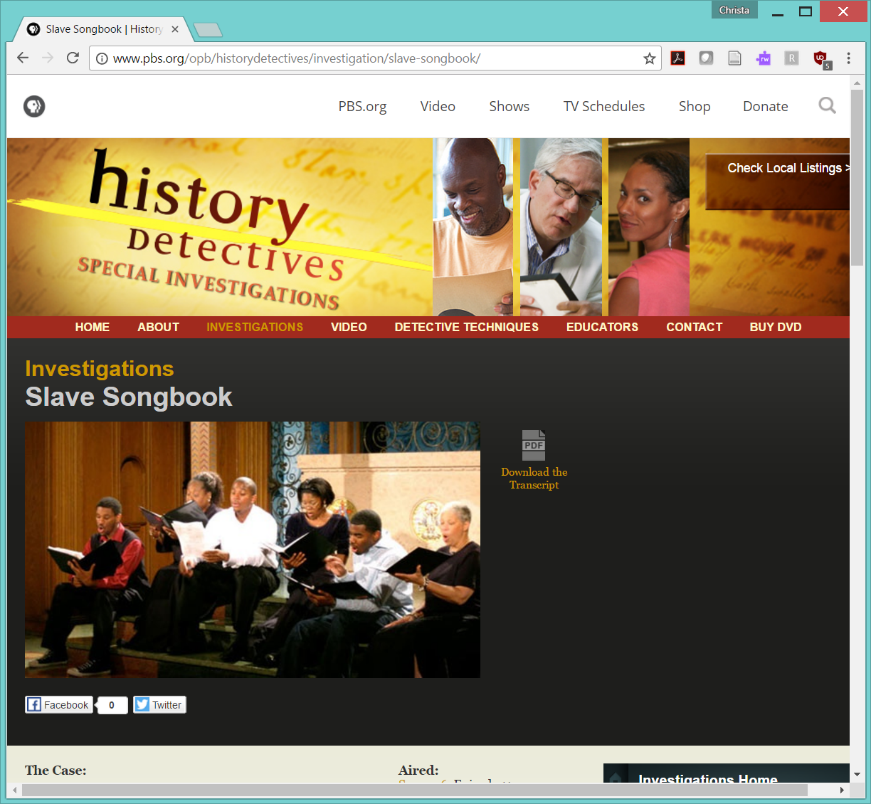 Christa
Slave Songbook | History
www.pbs.org/opb/historydetectives/investigation/slave-songbook/
rw R UD 5
PBS.org Video Shows TV Schedules Shop Donate
history
DETECTIVES
SPECIAL INVESTIGATIONS
Check Local Listings >
HOME ABOUT INVESTIGATIONS VIDEO DETECTIVE TECHNIQUES EDUCATORS CONTACT BUY DVD
Investigations
Slave Songbook
PDF
Download the
Transcript
Facebook 0 Twitter
The Case: Aired:
Investigations Home